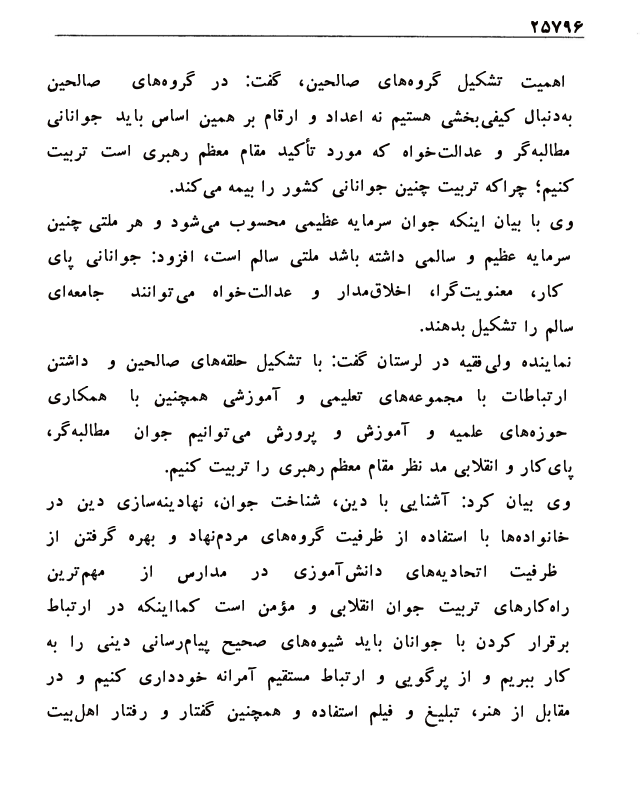 ۲۵۷۹۶
اهمیت تشکیل گروه‌های صالحین، گفت: در گروه‌های صالحین
به‌دنبال کیفی‌بخشی هستیم نه اعداد و ارقام بر همین اساس باید جوانانی
مطالبه‌گر و عدالت‌خواه که مورد تأکید مقام معظم رهبری است تربیت
کنیم؛ چراکه تربیت چنین جوانانی کشور را بیمه می‌کند.
وی با بیان اینکه جوان سرمایه عظیمی محسوب می‌شود و هر ملتی چنین
سرمایه عظیم و سالمی داشته باشد ملتی سالم است، افزود: جوانانی پای
کار، معنویت‌گرا، اخلاق‌مدار و عدالت‌خواه می‌توانند جامعه‌ای
سالم را تشکیل بدهند.
نماینده ولی‌فقیه در لرستان گفت: با تشکیل حلقه‌های صالحین و داشتن
ارتباطات با مجموعه‌های تعلیمی و آموزشی همچنین با همکاری
حوزه‌های علمیه و آموزش و پرورش می‌توانیم جوان مطالبه‌گر،
پای‌کار و انقلابی مد نظر مقام معظم رهبری را تربیت کنیم.
وی بیان کرد: آشنایی با دین، شناخت جوان، نهادینه‌سازی دین در
خانواده‌ها با استفاده از ظرفیت گروه‌های مردم‌نهاد و بهره گرفتن از
ظرفیت اتحادیه‌های دانش‌آموزی در مدارس از مهم‌ترین
راه‌کارهای تربیت جوان انقلابی و مؤمن است کمااینکه در ارتباط
برقرار کردن با جوانان باید شیوه‌های صحیح پیام‌رسانی دینی را به
کار ببریم و از پرگویی و ارتباط مستقیم آمرانه خودداری کنیم و در
مقابل از هنر، تبلیغ و فیلم استفاده و همچنین گفتار و رفتار اهل‌بیت